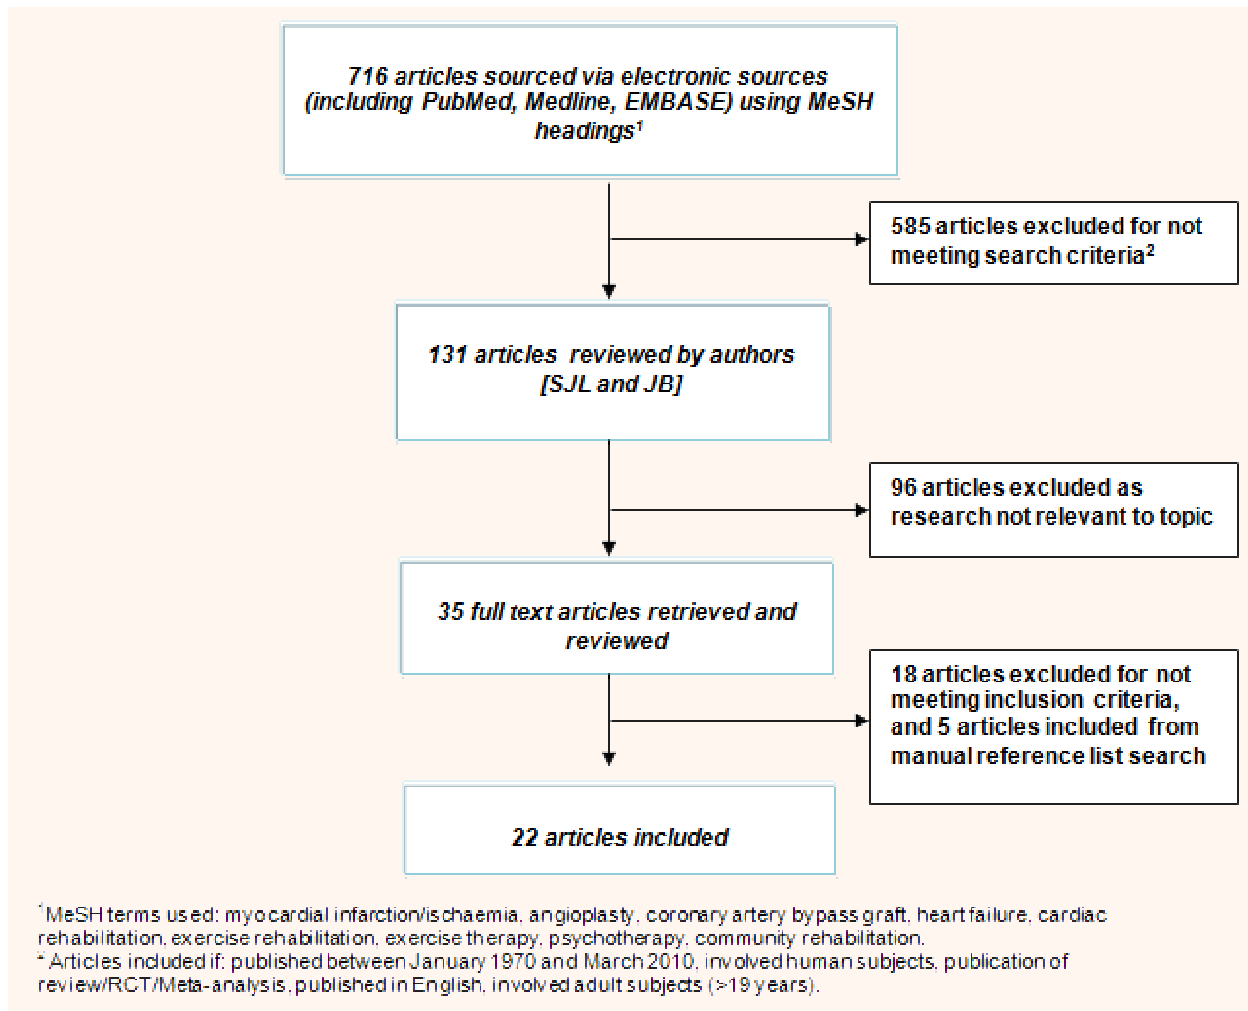 716 articles sourced via electronic sources
(including PubMed, Medline, EMBASE) using MeSH
headings¹
585 articles excluded for not
meeting search criteria²
131 articles reviewed by authors
[SJL and JB]
96 articles excluded as
research not relevant to topic
35 full text articles retrieved and
reviewed
18 articles excluded for not
meeting inclusion criteria,
and 5 articles included from
manual reference list search
22 articles included
¹MeSH terms used: myocardial infarction/ischaemia, angioplasty, coronary artery bypass graft, heart failure, cardiac
rehabilitation, exercise rehabilitation, exercise therapy, psychotherapy, community rehabilitation.
² Articles included if: published between January 1970 and March 2010, involved human subjects, publication of
review/RCT/Meta-analysis, published in English, involved adult subjects (>19 years).